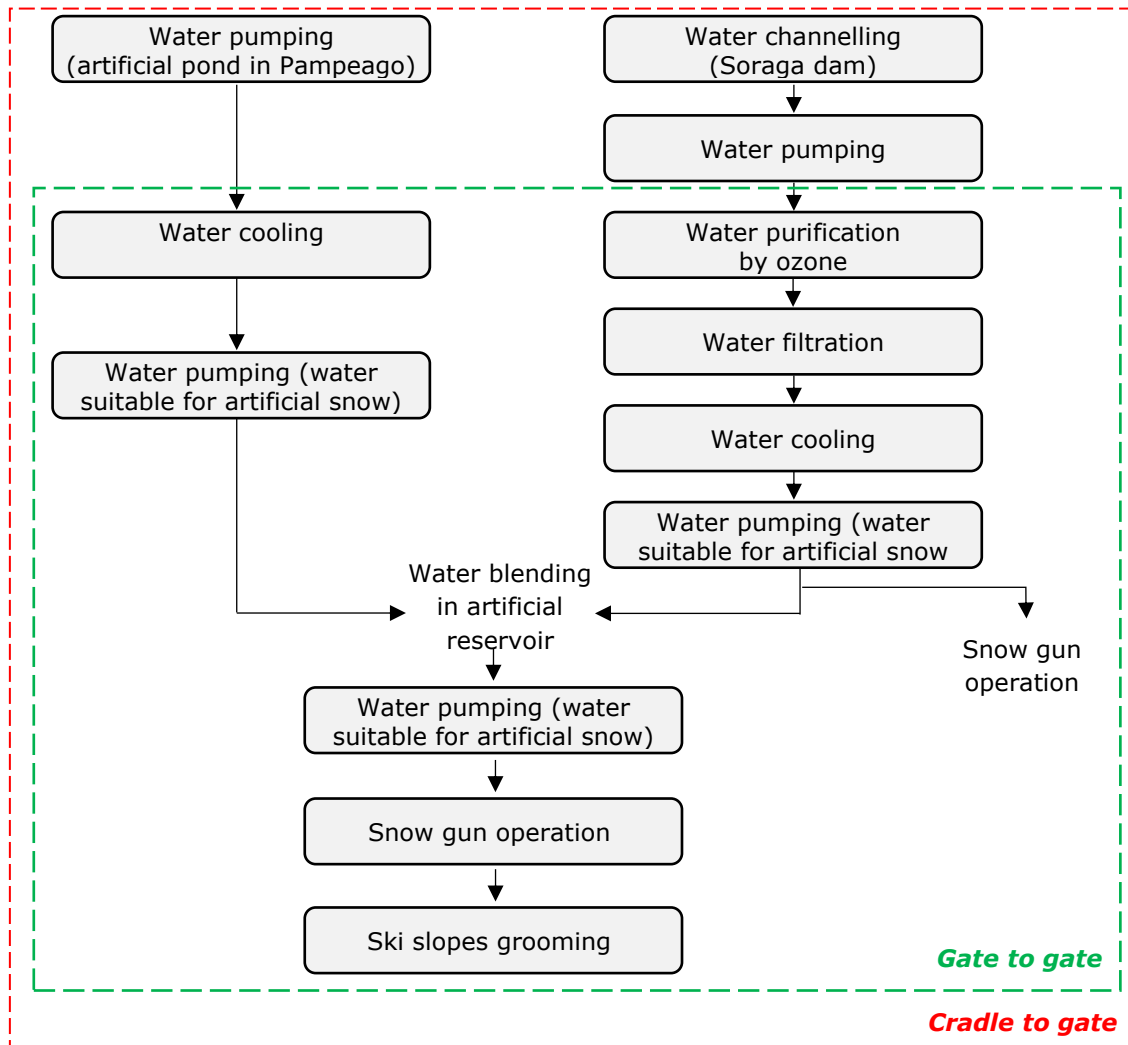 Water pumping
(artificial pond in Pampeago)
Water channelling
(Soraga dam)
Water pumping
Water cooling
Water purification
by ozone
Water filtration
Water pumping (water
suitable for artificial snow)
Water cooling
Water pumping (water
suitable for artificial snow
Water blending
in artificial
reservoir
Snow gun
operation
Water pumping (water
suitable for artificial snow)
Snow gun operation
Ski slopes grooming
Gate to gate
Cradle to gate